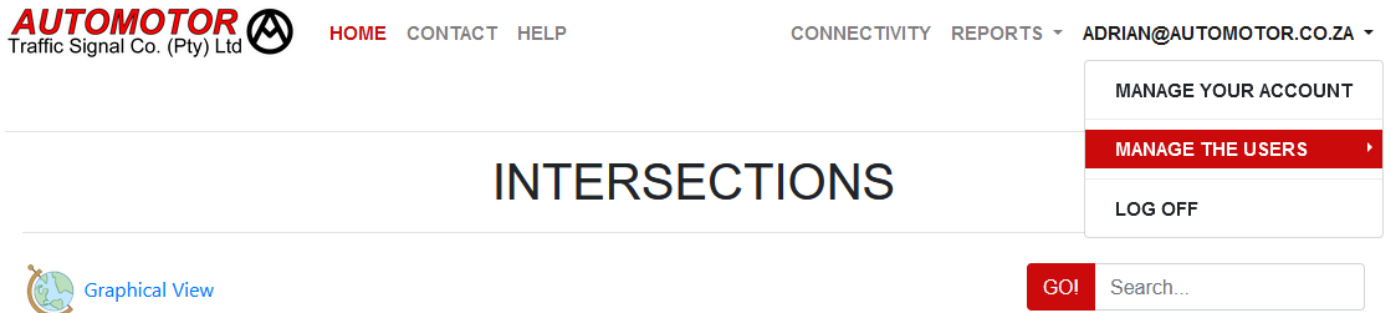 AUTOMOTOR
Traffic Signal Co. (Pty) Ltd
HOME CONTACT HELP CONNECTIVITY REPORTS ADRIAN@AUTOMOTOR.CO.ZA
MANAGE YOUR ACCOUNT
MANAGE THE USERS
LOG OFF
INTERSECTIONS
Graphical View
GO! Search...